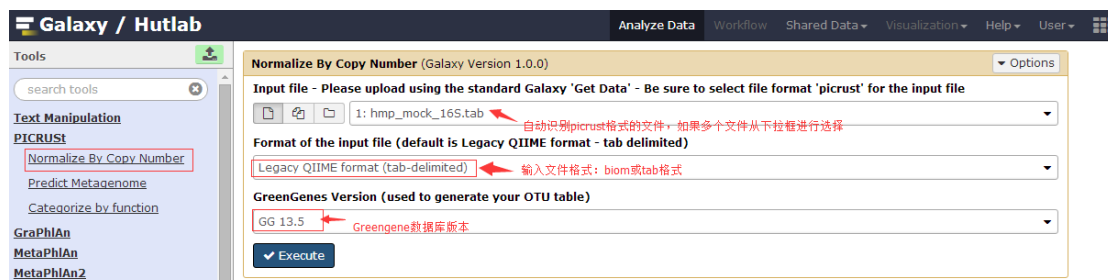 Galaxy / Hutlab
Analyze Data Workflow Shared Data Visualization Help User
Tools
search tools
Text Manipulation
PICRUSt
Normalize By Copy Number
Predict Metagenome
Categorize by function
GraPhlAn
MetaPhlAn
MetaPhlAn2
Normalize By Copy Number (Galaxy Version 1.0.0)
Options
Input file - Please upload using the standard Galaxy 'Get Data' - Be sure to select file format 'picrust' for the input file
1: hmp_mock_16S.tab
自动识别picrust格式的文件，如果多个文件从下拉框进行选择
Format of the input file (default is Legacy QIIME format - tab delimited)
Legacy QIIME format (tab-delimited)
输入文件格式：biom或tab格式
GreenGenes Version (used to generate your OTU table)
GG 13.5
Greengene数据库版本
Execute